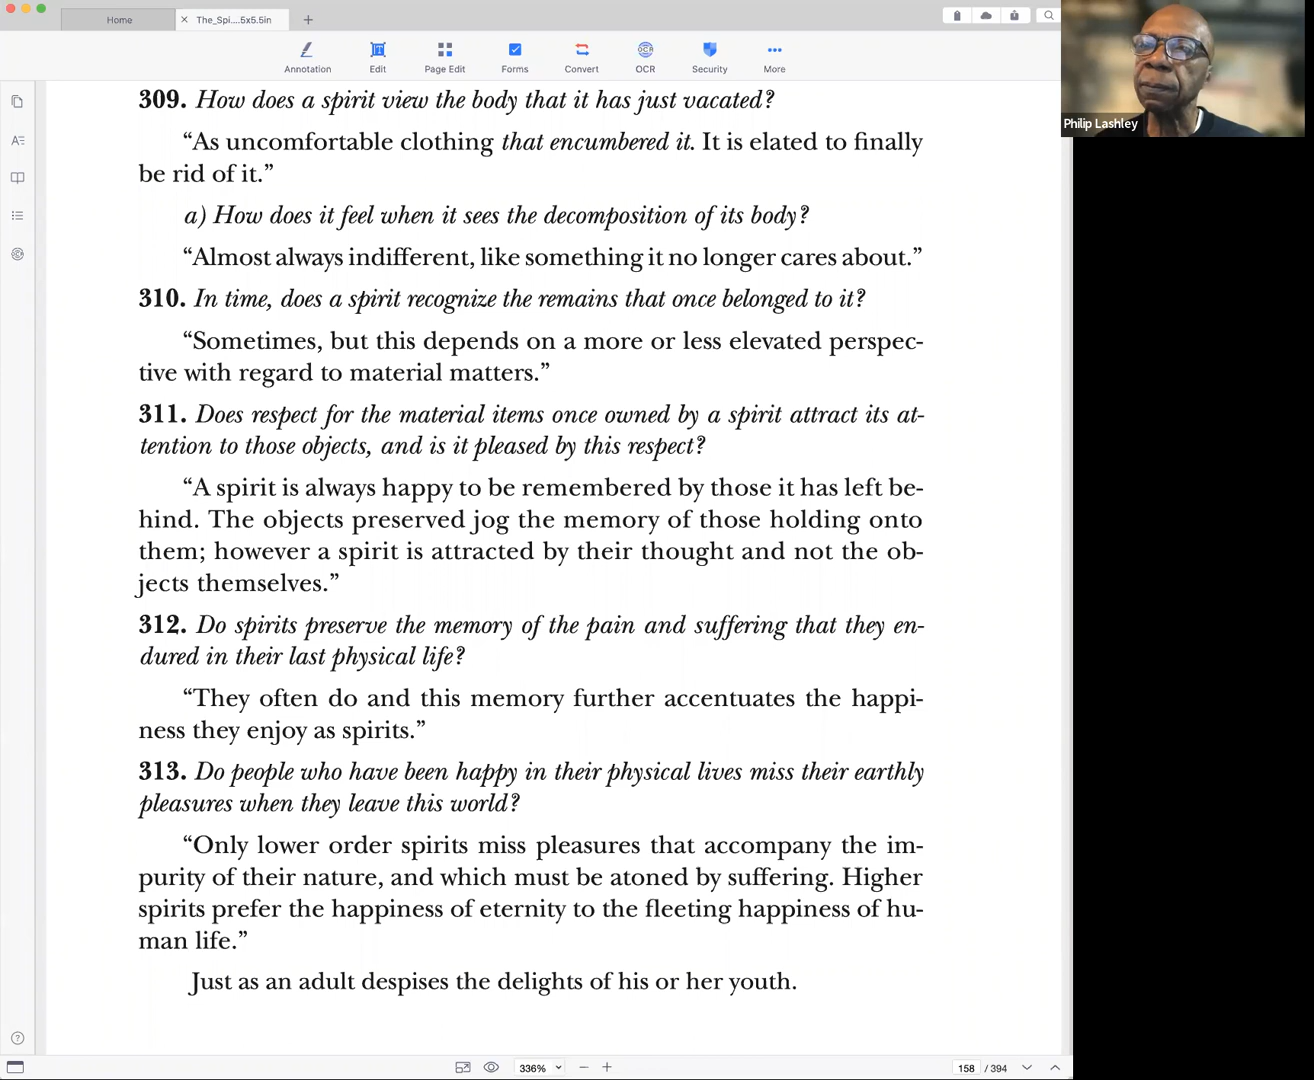 Home
The_Spi....5x5.5in
Annotation
Edit
Page Edit
Forms
Convert
OCR
OCR
Security
More
Philip Lashley
309. How does a spirit view the body that it has just vacated?
“As uncomfortable clothing that encumbered it. It is elated to finally
be rid of it.”
a) How does it feel when it sees the decomposition of its body?
“Almost always indifferent, like something it no longer cares about.”
310. In time, does a spirit recognize the remains that once belonged to it?
“Sometimes, but this depends on a more or less elevated perspec-
tive with regard to material matters.”
311. Does respect for the material items once owned by a spirit attract its at-
tention to those objects, and is it pleased by this respect?
“A spirit is always happy to be remembered by those it has left be-
hind. The objects preserved jog the memory of those holding onto
them; however a spirit is attracted by their thought and not the ob-
jects themselves.”
312. Do spirits preserve the memory of the pain and suffering that they en-
dured in their last physical life?
“They often do and this memory further accentuates the happi-
ness they enjoy as spirits.”
313. Do people who have been happy in their physical lives miss their earthly
pleasures when they leave this world?
“Only lower order spirits miss pleasures that accompany the im-
purity of their nature, and which must be atoned by suffering. Higher
spirits prefer the happiness of eternity to the fleeting happiness of hu-
man life.”
Just as an adult despises the delights of his or her youth.
336%
158 / 394